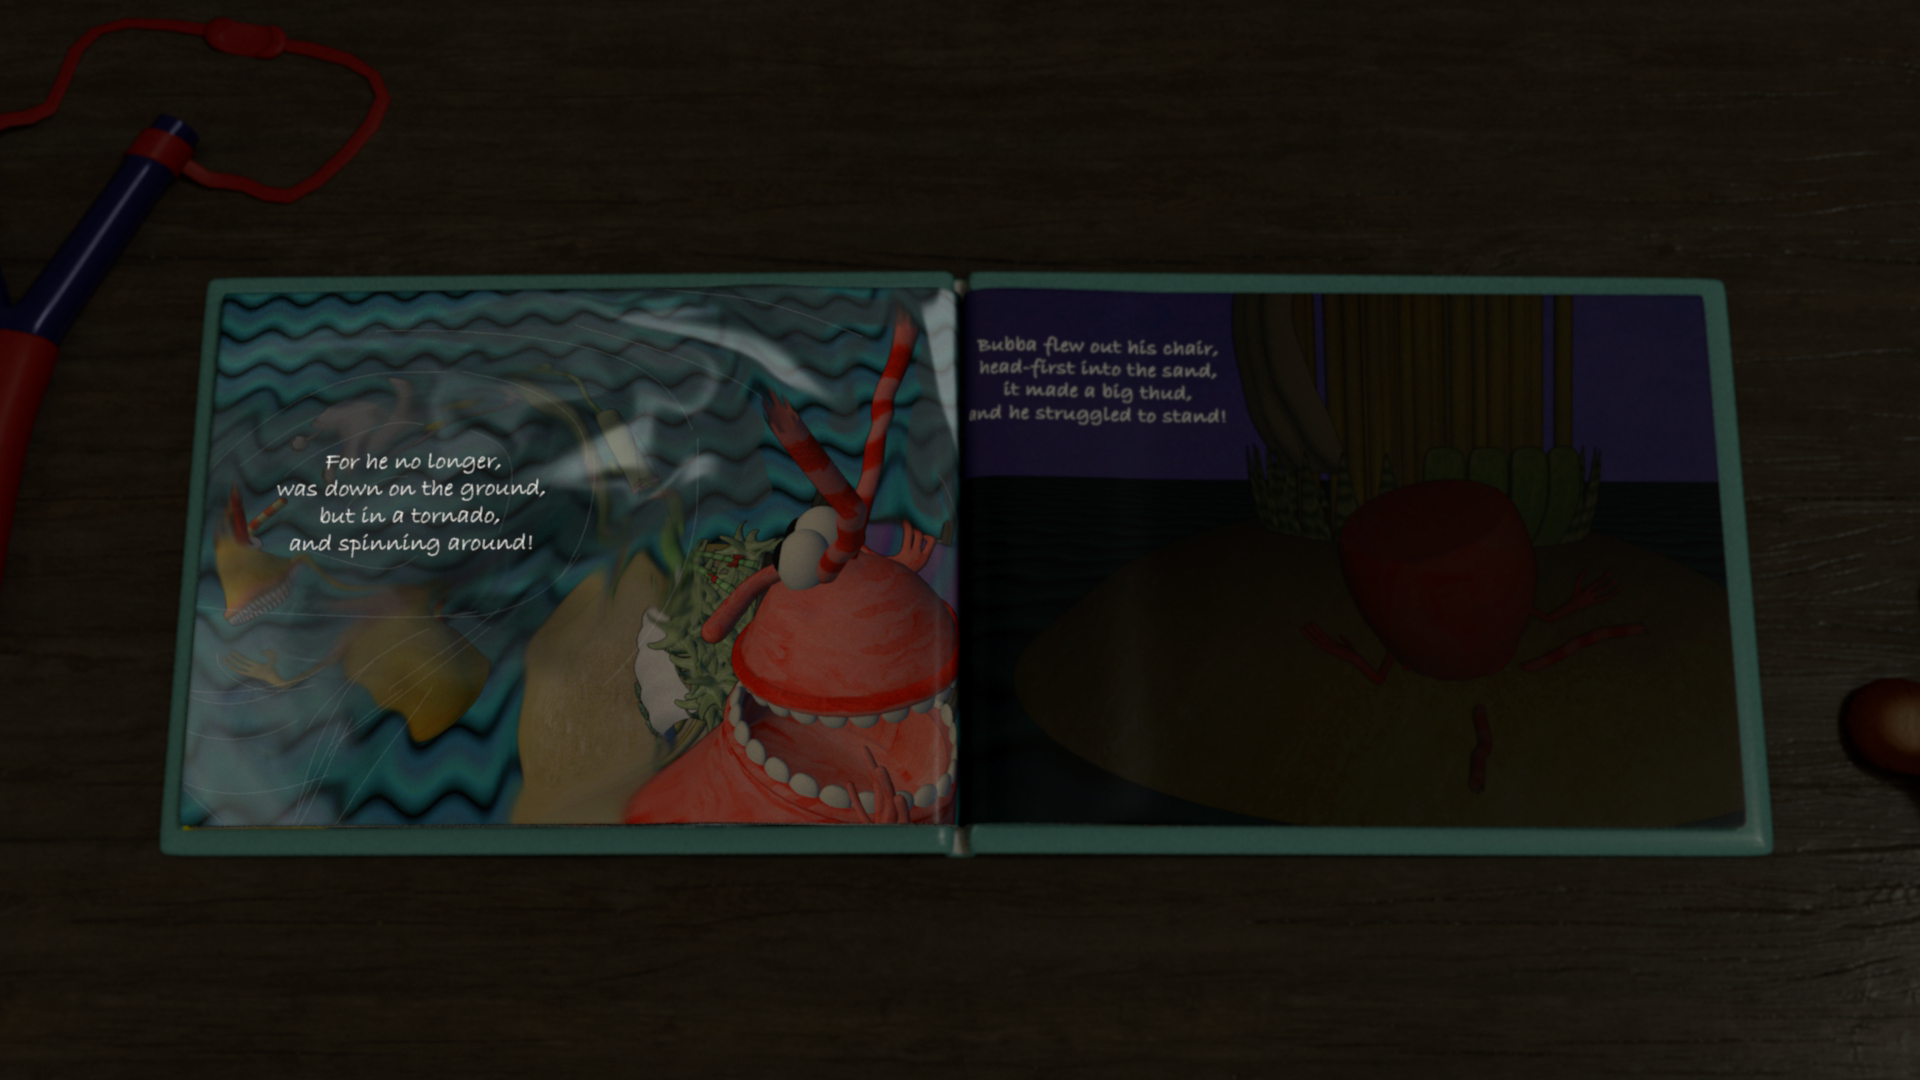 For he no longer,
was down on the ground,
but in a tornado,
and spinning around!
Bubba flew out his chair,
head-first into the sand,
it made a big thud,
and he struggled to stand!